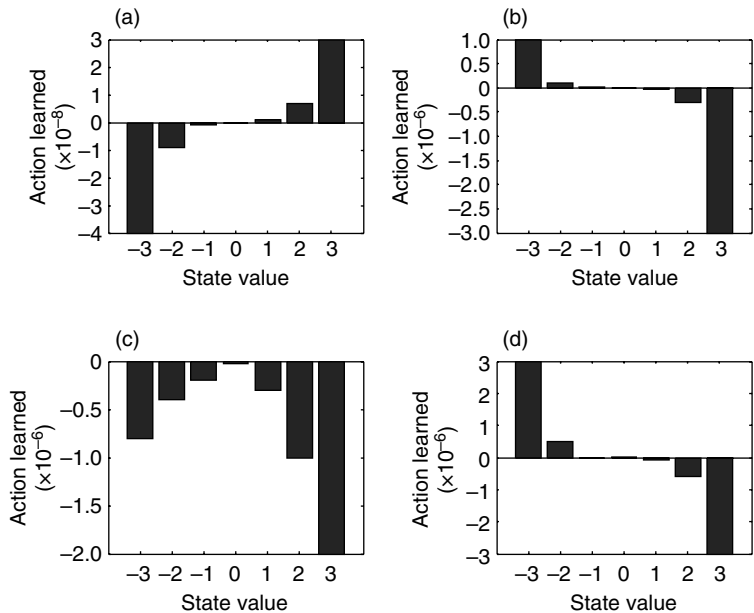 (a)
Action learned
(×10–8)
3
2
1
0
–1
–2
–3
–4
–3 –2 –1 0 1 2 3
State value
(b)
Action learned
(×10–6)
1.0
0.5
0
–0.5
–1.0
–1.5
–2.0
–2.5
–3.0
–3 –2 –1 0 1 2 3
State value
(c)
Action learned
(×10–6)
0
–0.5
–1.0
–1.5
–2.0
–3 –2 –1 0 1 2 3
State value
(d)
Action learned
(×10–6)
3
2
1
0
–1
–2
–3
–3 –2 –1 0 1 2 3
State value